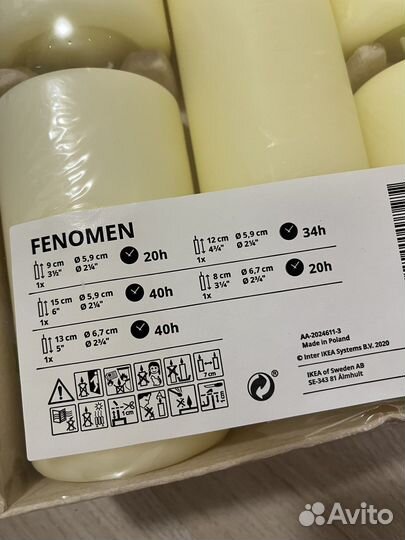 FENOMEN
9 cm Ø 5,9 cm 20h
3½" Ø 2¼"
1x
12 cm Ø 5,9 cm 34h
4¾" Ø 2¼"
1x
15 cm Ø 5,9 cm 40h
6" Ø 2¼"
1x
8 cm Ø 6,7 cm 20h
3¼" Ø 2¾"
1x
13 cm Ø 6,7 cm 40h
5" Ø 2¾"
1x
7 cm
1 cm
AA-2024611-3
Made in Poland
© Inter IKEA Systems B.V. 2020
IKEA of Sweden AB
SE-343 81 Älmhult
Avito